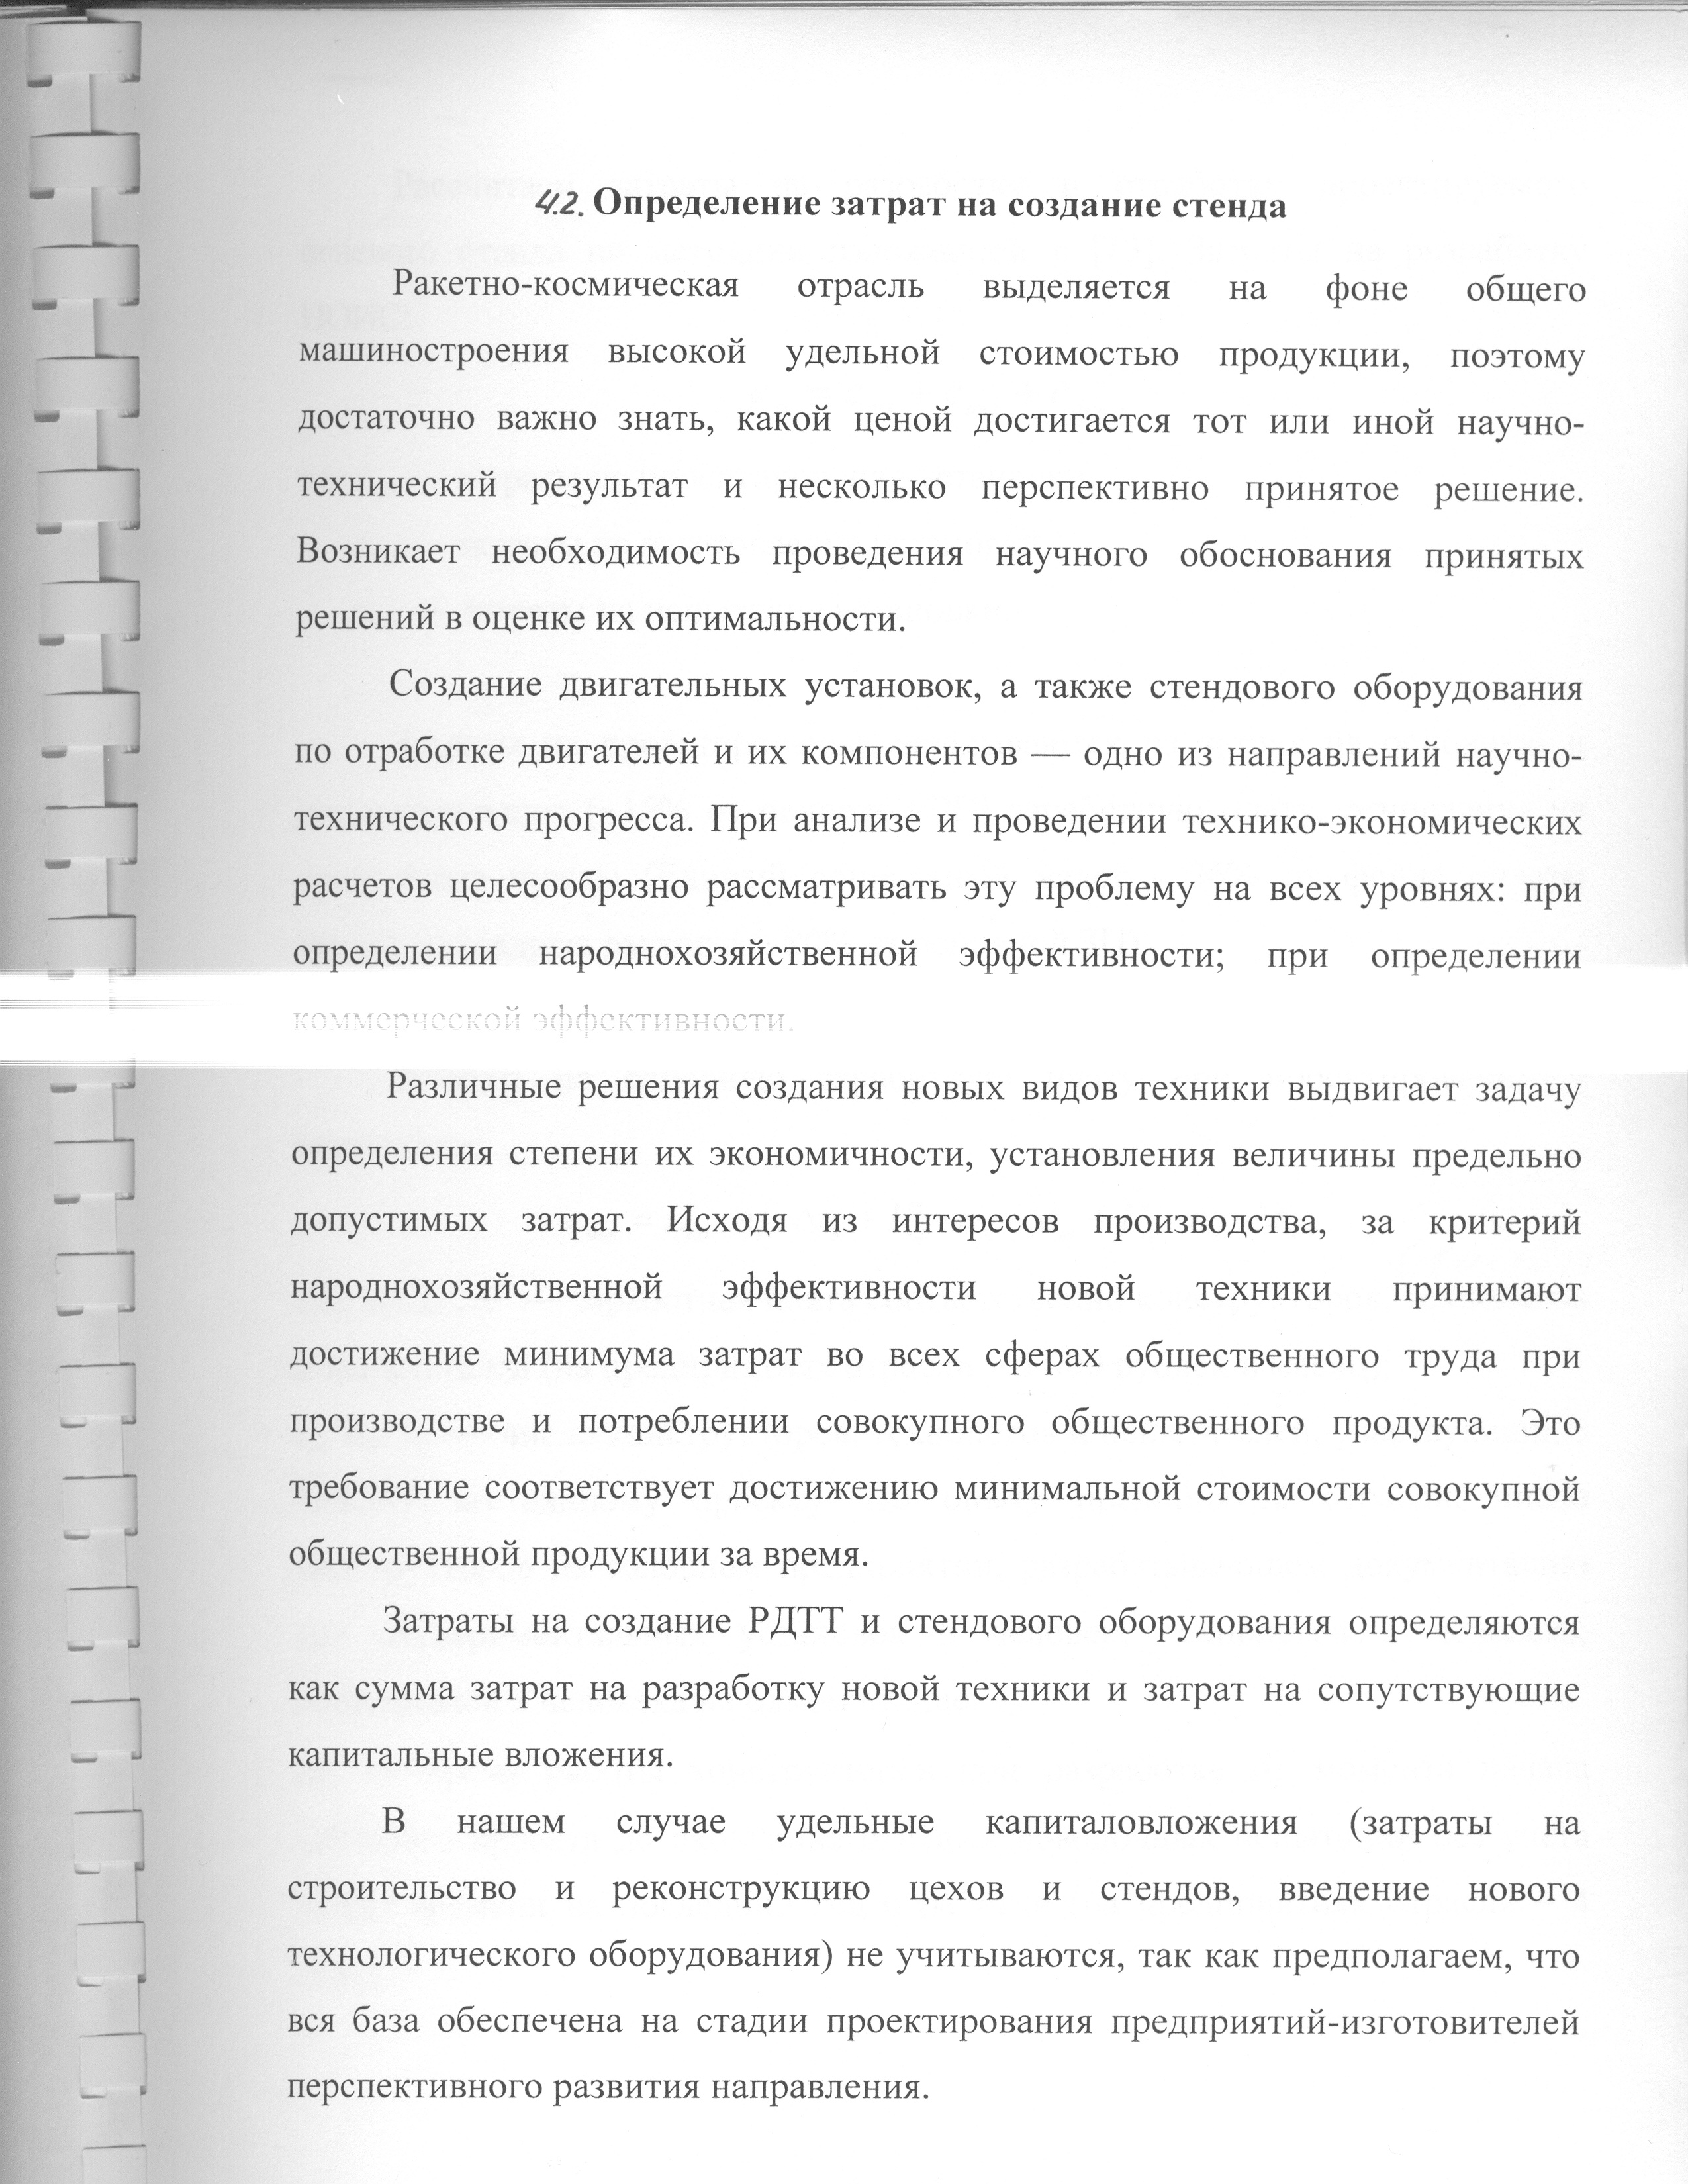 4.2. Определение затрат на создание стенда
Ракетно-космическая отрасль выделяется на фоне общего
машиностроения высокой удельной стоимостью продукции, поэтому
достаточно важно знать, какой ценой достигается тот или иной научно-
технический результат и несколько перспективно принятое решение.
Возникает необходимость проведения научного обоснования принятых
решений в оценке их оптимальности.
Создание двигательных установок, а также стендового оборудования
по отработке двигателей и их компонентов — одно из направлений научно-
технического прогресса. При анализе и проведении технико-экономических
расчетов целесообразно рассматривать эту проблему на всех уровнях: при
определении народнохозяйственной эффективности; при определении
коммерческой эффективности.
Различные решения создания новых видов техники выдвигает задачу
определения степени их экономичности, установления величины предельно
допустимых затрат. Исходя из интересов производства, за критерий
народнохозяйственной эффективности новой техники принимают
достижение минимума затрат во всех сферах общественного труда при
производстве и потреблении совокупного общественного продукта. Это
требование соответствует достижению минимальной стоимости совокупной
общественной продукции за время.
Затраты на создание РДТТ и стендового оборудования определяются
как сумма затрат на разработку новой техники и затрат на сопутствующие
капитальные вложения.
В нашем случае удельные капиталовложения (затраты на
строительство и реконструкцию цехов и стендов, введение нового
технологического оборудования) не учитываются, так как предполагаем, что
вся база обеспечена на стадии проектирования предприятий-изготовителей
перспективного развития направления.